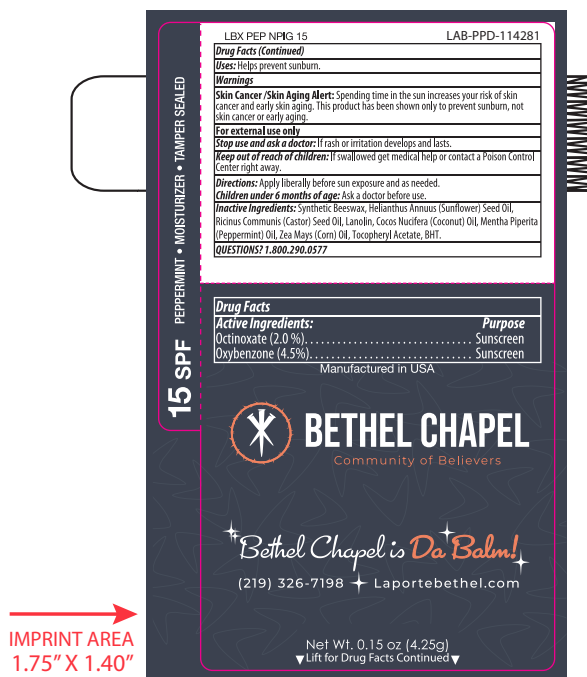 LBX PEP NPIG 15
LAB-PPD-114281
Drug Facts (Continued)
Uses: Helps prevent sunburn.
Warnings
Skin Cancer /Skin Aging Alert: Spending time in the sun increases your risk of skin
cancer and early skin aging. This product has been shown only to prevent sunburn, not
skin cancer or early aging.
For external use only
Stop use and ask a doctor: If rash or irritation develops and lasts.
Keep out of reach of children: If swallowed get medical help or contact a Poison Control
Center right away.
Directions: Apply liberally before sun exposure and as needed.
Children under 6 months of age: Ask a doctor before use.
Inactive Ingredients: Synthetic Beeswax, Helianthus Annuus (Sunflower) Seed Oil,
Ricinus Communis (Castor) Seed Oil, Lanolin, Cocos Nucifera (Coconut) Oil, Mentha Piperita
(Peppermint) Oil, Zea Mays (Corn) Oil, Tocopheryl Acetate, BHT.
QUESTIONS? 1.800.290.0577
15 SPF PEPPERMINT • MOISTURIZER • TAMPER SEALED
Drug Facts
Active Ingredients: Purpose
Octinoxate (2.0 %). . . . . . . . . . . . . . . . . . . . . . . . . . . . . . Sunscreen
Oxybenzone (4.5%). . . . . . . . . . . . . . . . . . . . . . . . . . . . . Sunscreen
Manufactured in USA
BETHEL CHAPEL
Community of Believers
Bethel Chapel is Da Balm!
(219) 326-7198 Laportebethel.com
Net Wt. 0.15 oz (4.25g)
▼Lift for Drug Facts Continued▼
IMPRINT AREA
1.75” X 1.40”